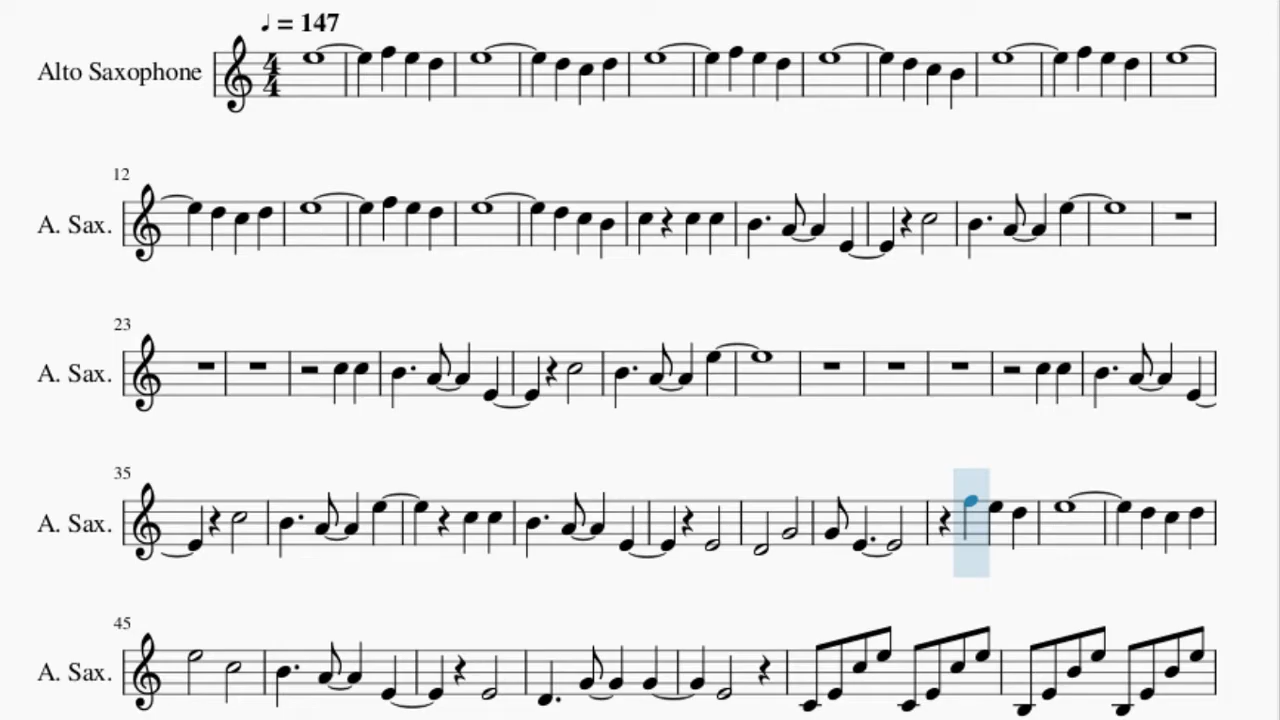 ♩ = 147
Alto Saxophone
4
4
12
A. Sax.
23
A. Sax.
35
A. Sax.
45
A. Sax.